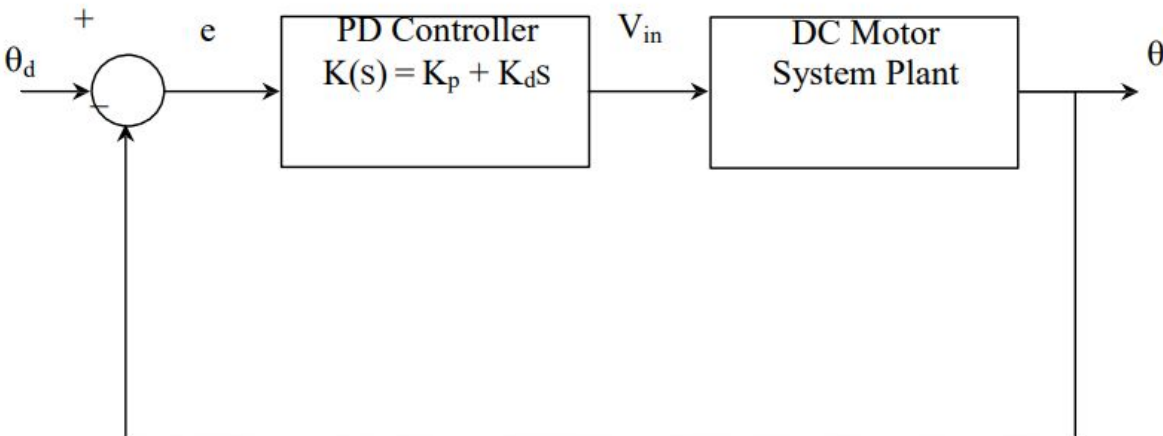 +
θd
−
e
PD Controller
K(s) = Kp + Kds
Vin
DC Motor
System Plant
θ